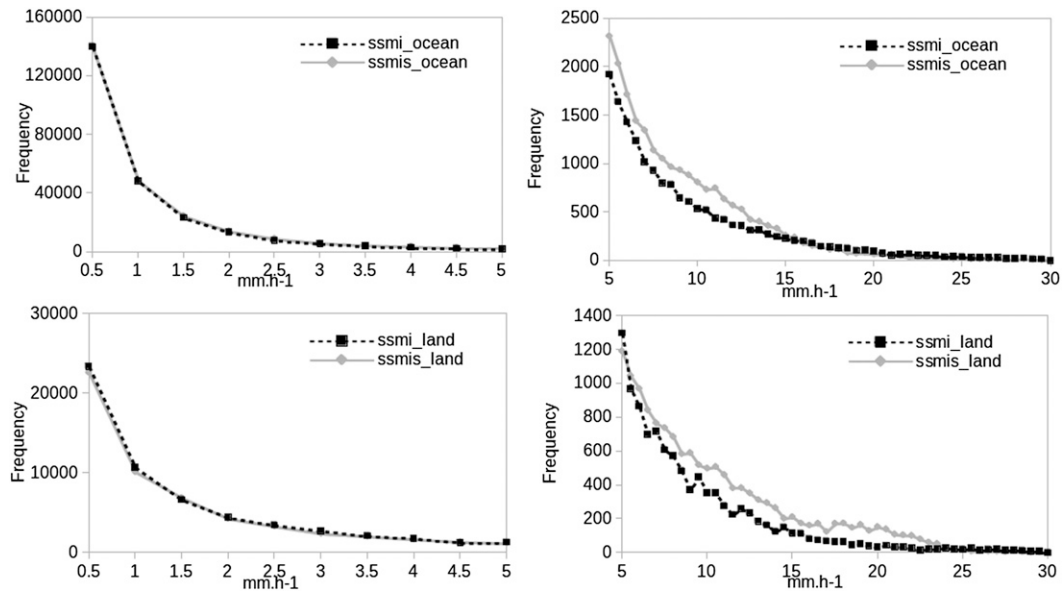 160000
120000
80000
40000
0
Frequency
ssmi_ocean
ssmis_ocean
0.5 1 1.5 2 2.5 3 3.5 4 4.5 5
mm.h-1
2500
2000
1500
1000
500
0
Frequency
ssmi_ocean
ssmis_ocean
5 10 15 20 25 30
mm.h-1
30000
20000
10000
0
Frequency
ssmi_land
ssmis_land
0.5 1 1.5 2 2.5 3 3.5 4 4.5 5
mm.h-1
1400
1200
1000
800
600
400
200
0
Frequency
ssmi_land
ssmis_land
5 10 15 20 25 30
mm.h-1